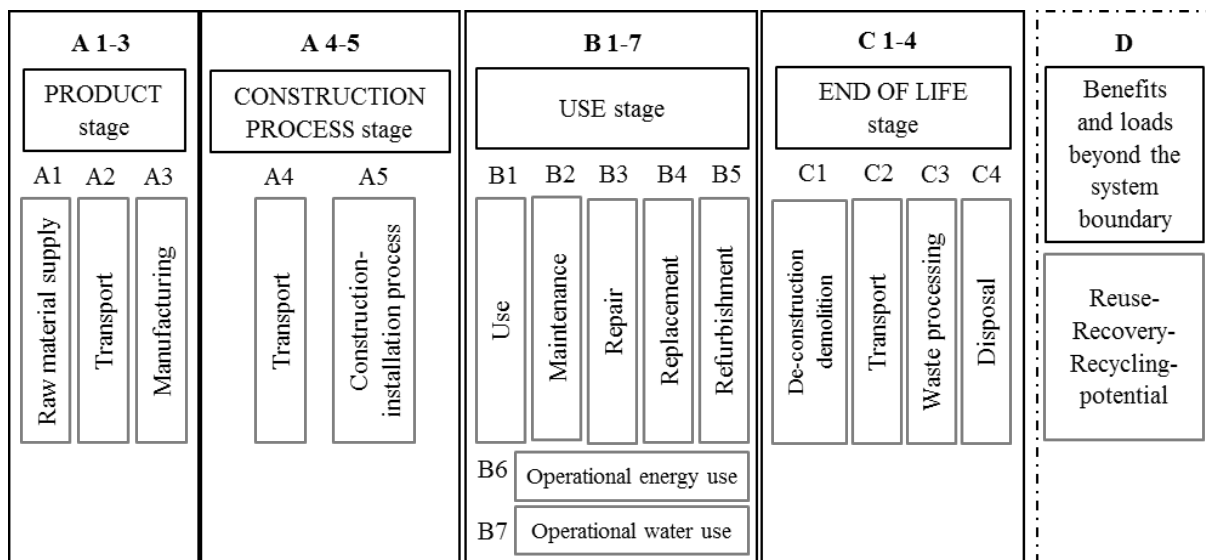 A 1-3
PRODUCT
stage
A1
A2
A3
Raw material supply
Transport
Manufacturing
A 4-5
CONSTRUCTION
PROCESS stage
A4
A5
Transport
Construction-
installation process
B 1-7
USE stage
B1
B2
B3
B4
B5
Use
Maintenance
Repair
Replacement
Refurbishment
B6
Operational energy use
B7
Operational water use
C 1-4
END OF LIFE
stage
C1
C2
C3
C4
De-construction
demolition
Transport
Waste processing
Disposal
D
Benefits
and loads
beyond the
system
boundary
Reuse-
Recovery-
Recycling-
potential